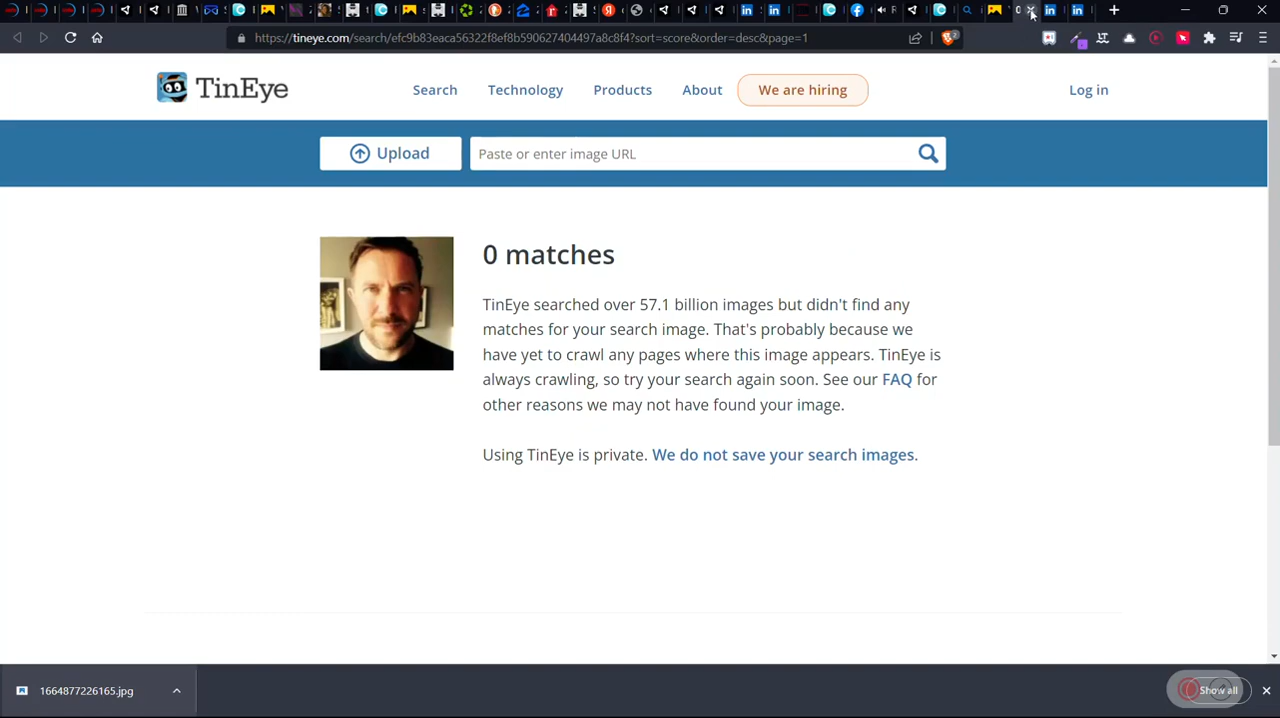 https://tineye.com/search/efc9b83eaca56322f8ef8b590627404497a8c8f4?sort=score&order=desc&page=1
TinEye
Search
Technology
Products
About
We are hiring
Log in
Upload
Paste or enter image URL
0 matches
TinEye searched over 57.1 billion images but didn't find any
matches for your search image. That's probably because we
have yet to crawl any pages where this image appears. TinEye is
always crawling, so try your search again soon. See our FAQ for
other reasons we may not have found your image.
Using TinEye is private. We do not save your search images.
1664877226165.jpg
Show all